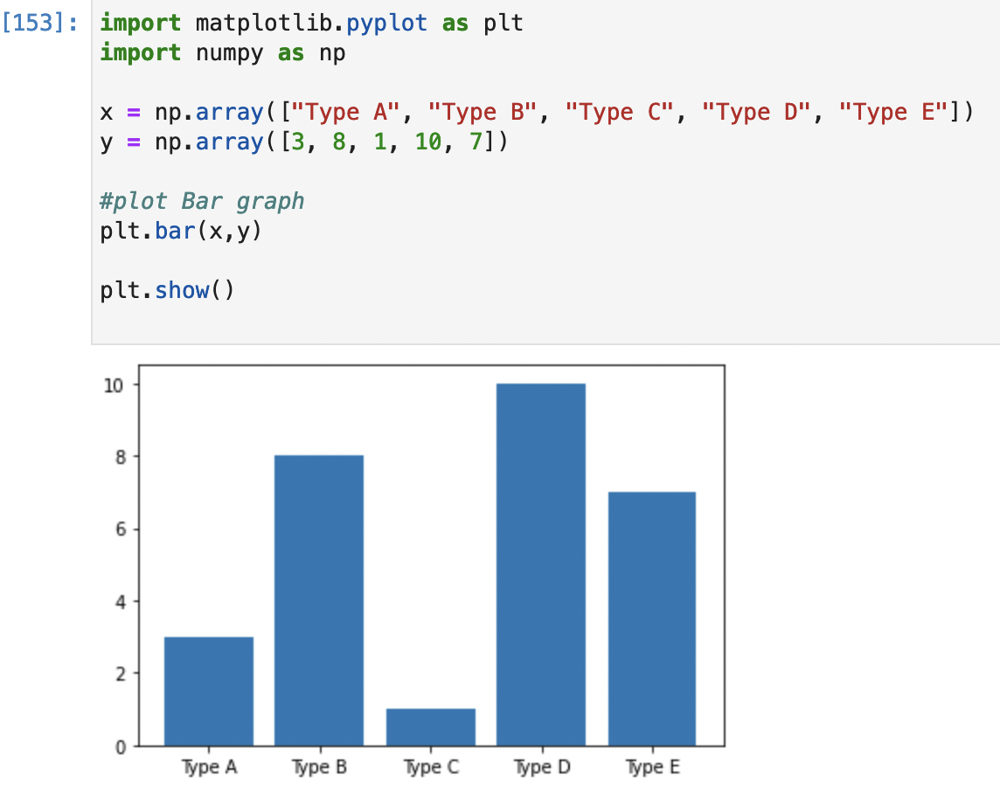 [153]: import matplotlib.pyplot as plt
import numpy as np
x = np.array(["Type A", "Type B", "Type C", "Type D", "Type E"])
y = np.array([3, 8, 1, 10, 7])
#plot Bar graph
plt.bar(x,y)
plt.show()
10
8
6
4
2
0
Type A Type B Type C Type D Type E